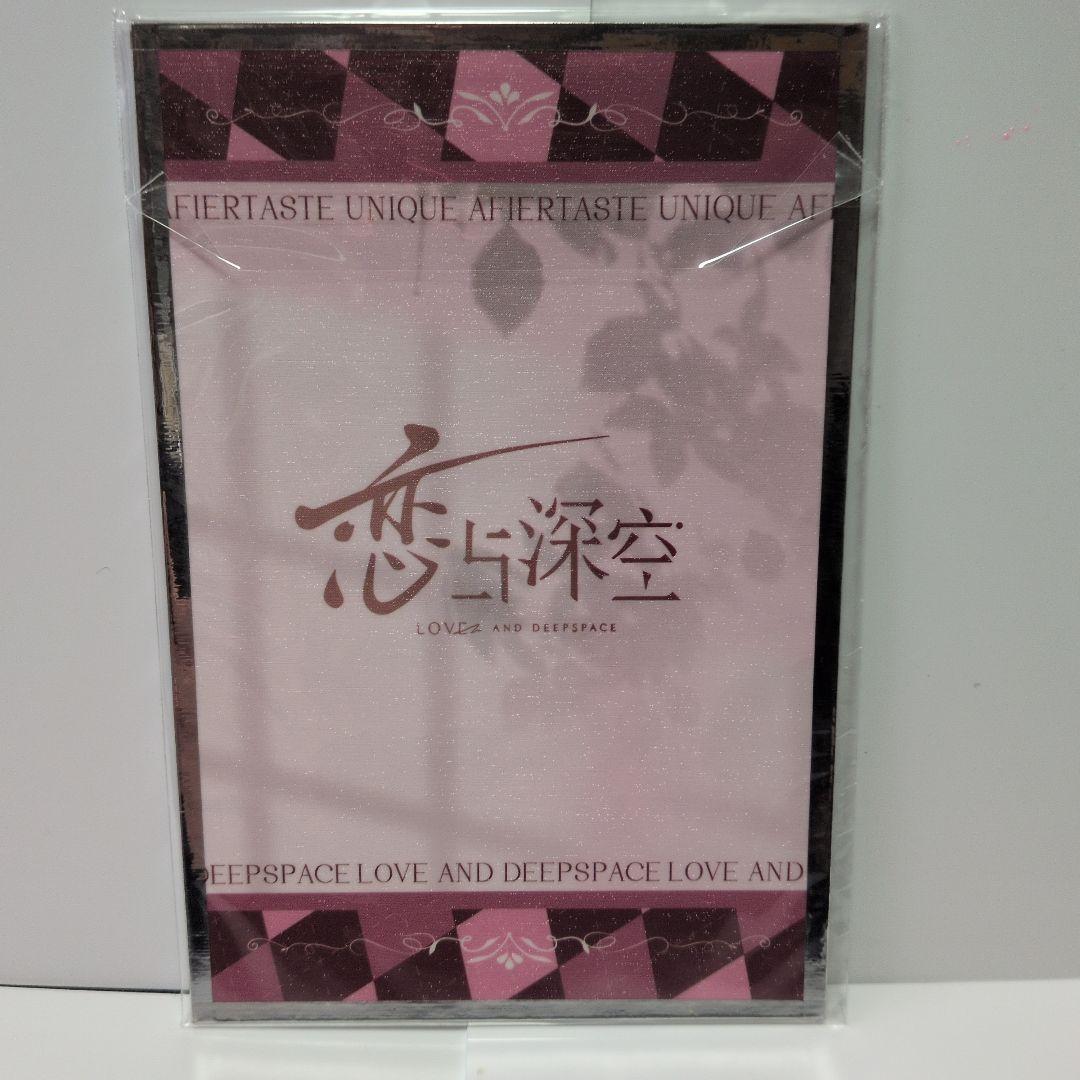 AFIERTASTE UNIQUE AFIERTASTE UNIQUE AF
恋与深空
LOVE AND DEEPSPACE
DEEPSPACE LOVE AND DEEPSPACE LOVE AND